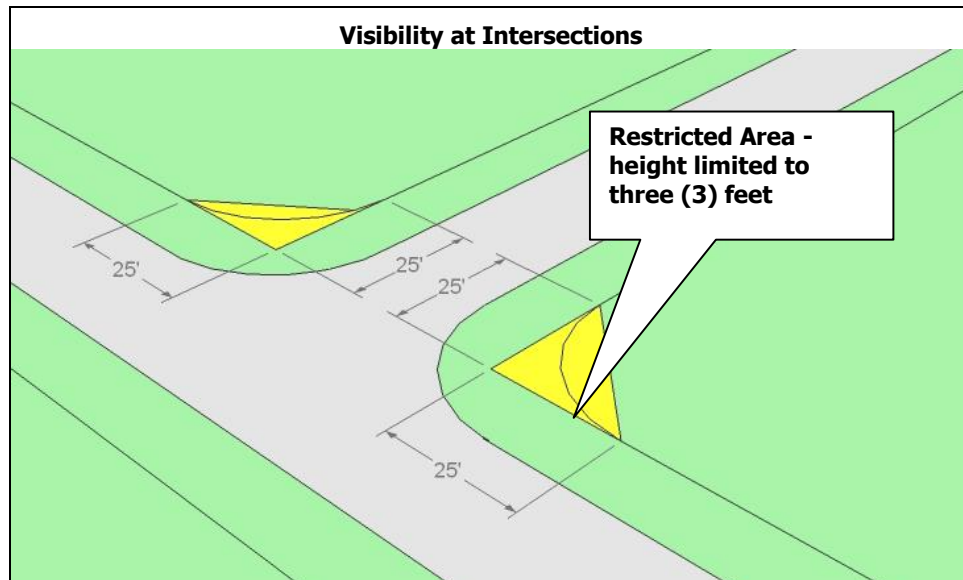 Visibility at Intersections
Restricted Area -
height limited to
three (3) feet
25'
25'
25'
25'